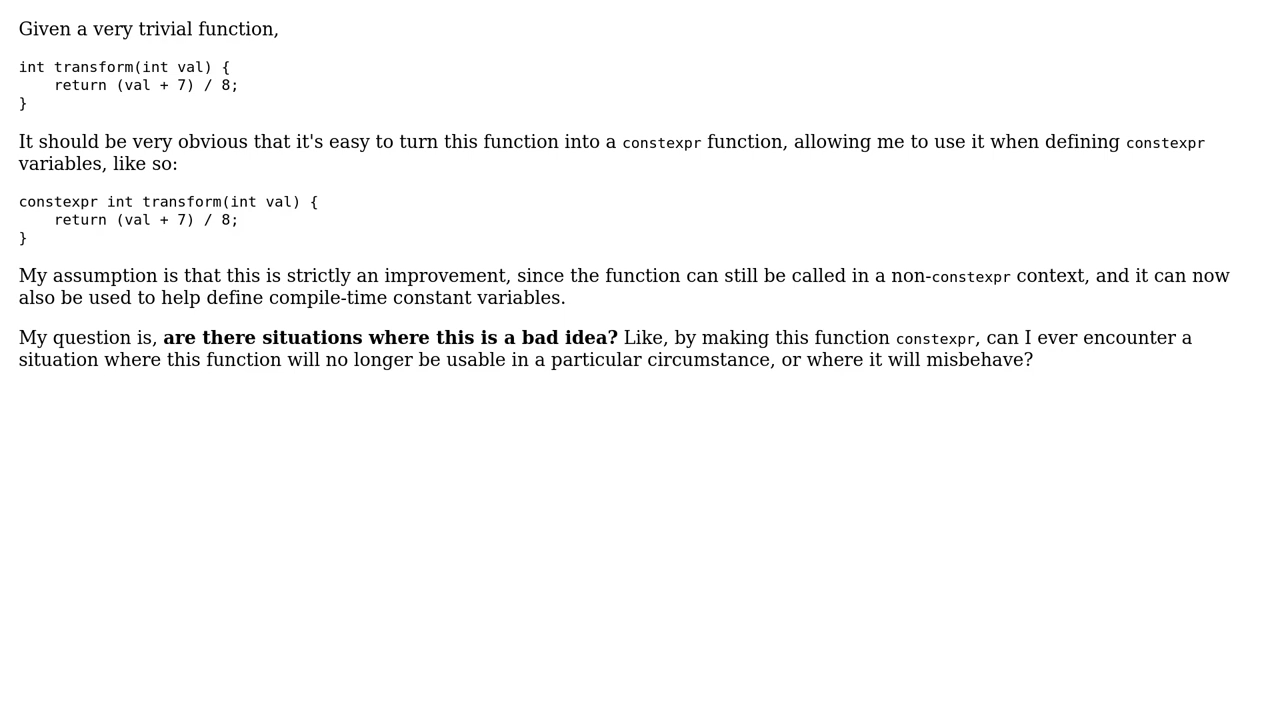 Given a very trivial function,
int transform(int val) {
    return (val + 7) / 8;
}
It should be very obvious that it's easy to turn this function into a constexpr function, allowing me to use it when defining constexpr
variables, like so:
constexpr int transform(int val) {
    return (val + 7) / 8;
}
My assumption is that this is strictly an improvement, since the function can still be called in a non-constexpr context, and it can now
also be used to help define compile-time constant variables.
My question is, are there situations where this is a bad idea? Like, by making this function constexpr, can I ever encounter a
situation where this function will no longer be usable in a particular circumstance, or where it will misbehave?